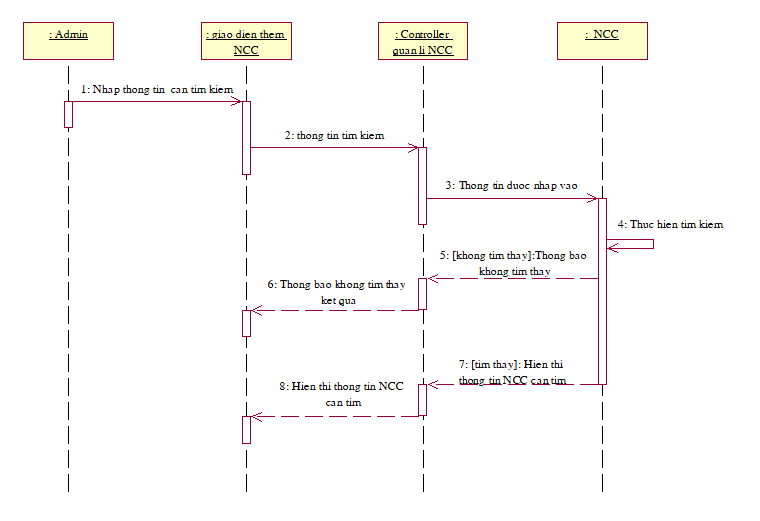 : Admin
: giao dien them
NCC
: Controller
quan li NCC
: NCC
1: Nhap thong tin can tim kiem
2: thong tin tim kiem
3: Thong tin duoc nhap vao
4: Thuc hien tim kiem
5: [khong tim thay]:Thong bao
khong tim thay
6: Thong bao khong tim thay
ket qua
7: [tim thay]: Hien thi
thong tin NCC can tim
8: Hien thi thong tin NCC
can tim